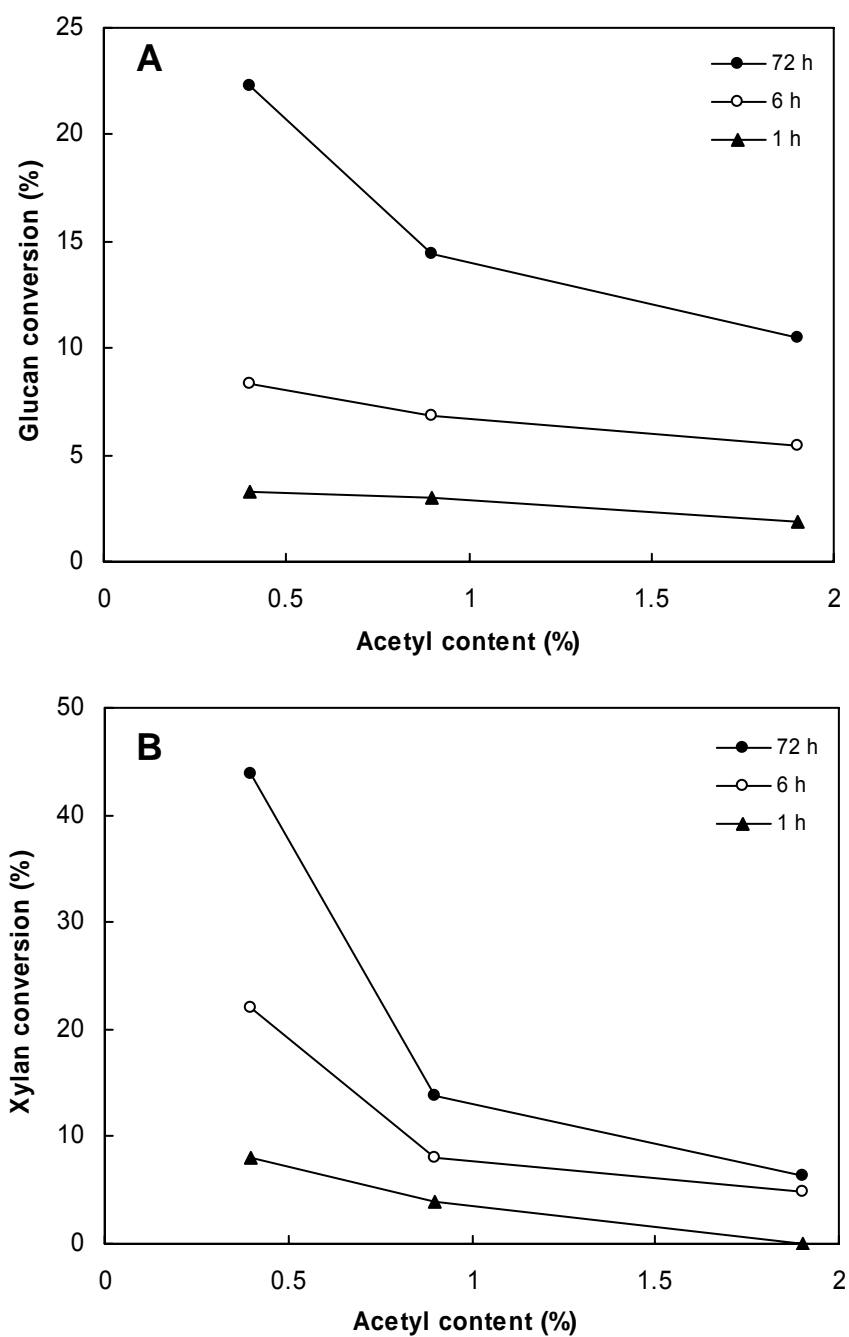 A
72 h
6 h
1 h
25
20
15
10
5
0
Glucan conversion (%)
0 0.5 1 1.5 2
Acetyl content (%)
B
72 h
6 h
1 h
50
40
30
20
10
0
Xylan conversion (%)
0 0.5 1 1.5 2
Acetyl content (%)